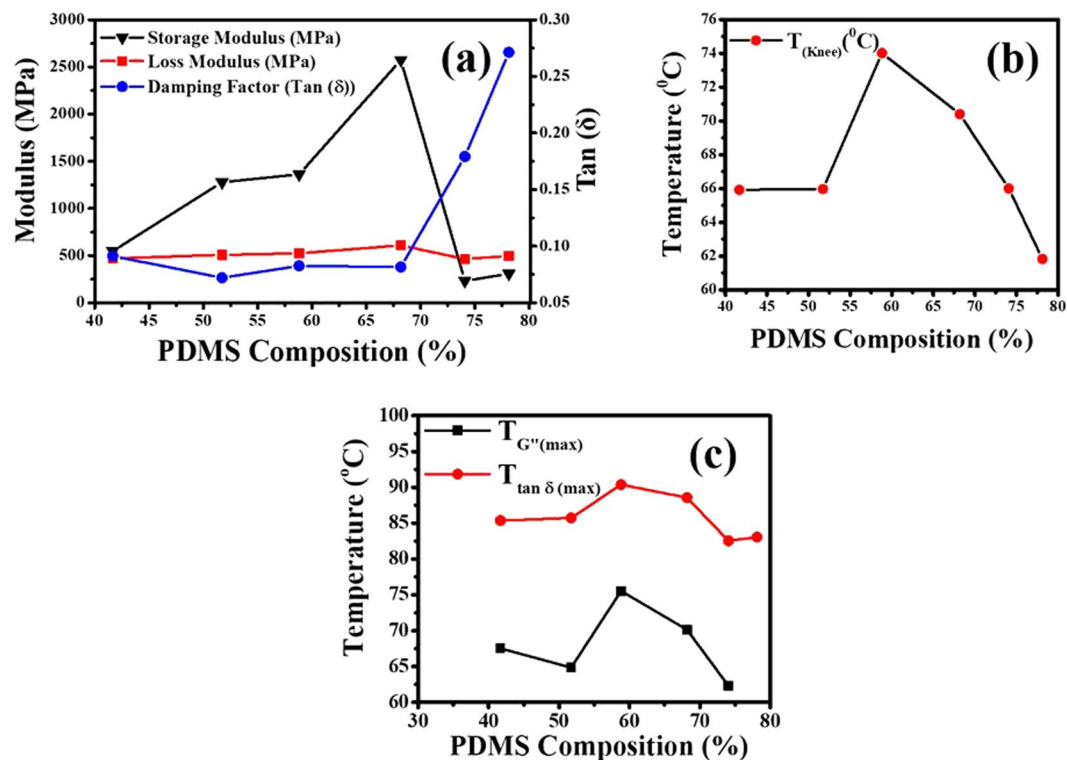 3000
2500
2000
1500
1000
500
0
Modulus (MPa)
Storage Modulus (MPa)
Loss Modulus (MPa)
Damping Factor (Tan (δ))
(a)
0.30
0.25
0.20
0.15
0.10
0.05
Tan (δ)
40 45 50 55 60 65 70 75 80
PDMS Composition (%)
76
74
72
70
68
66
64
62
60
Temperature (⁰C)
T(Knee)(⁰C)
(b)
40 45 50 55 60 65 70 75 80
PDMS Composition (%)
100
95
90
85
80
75
70
65
60
Temperature (⁰C)
T G"(max)
T tan δ (max)
(c)
30 40 50 60 70 80
PDMS Composition (%)